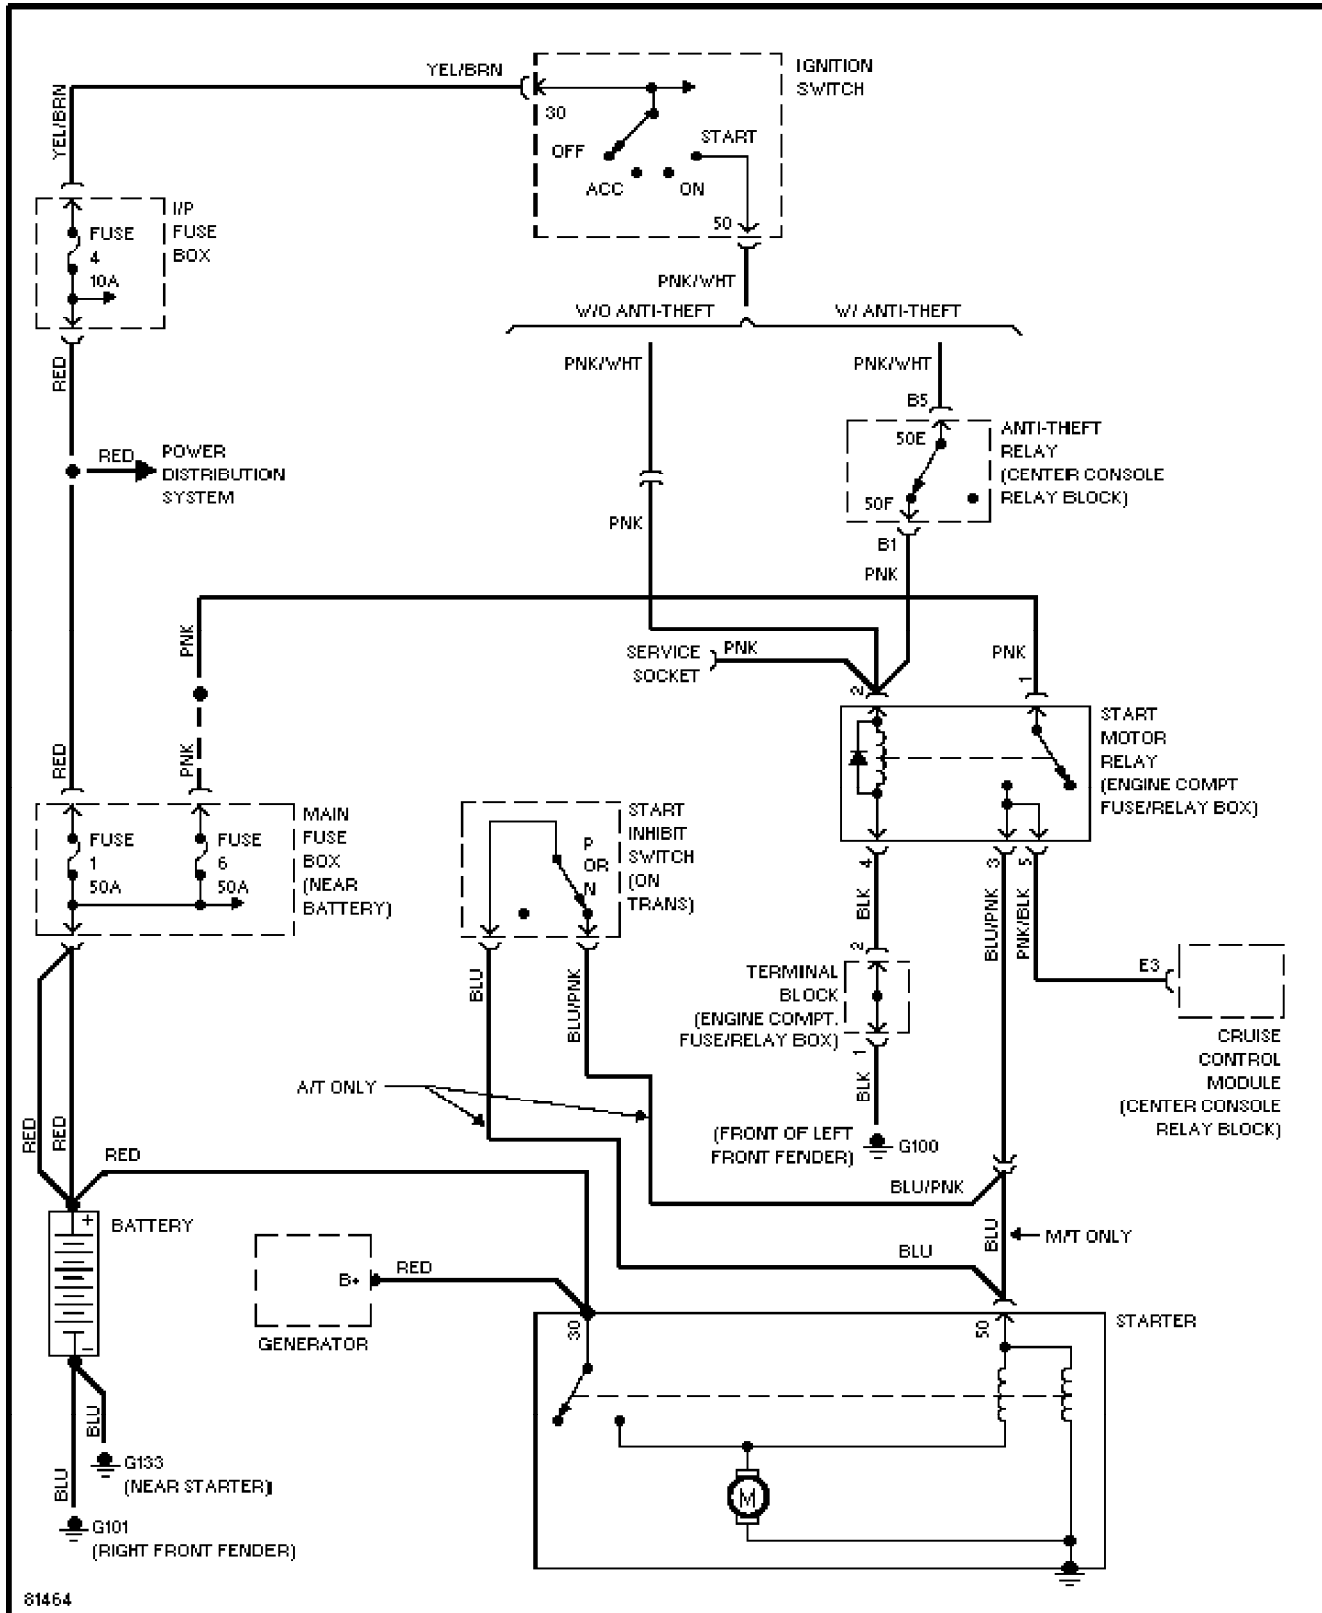 YEL/BRN
IGNITION
SWITCH
YEL/BRN
30
OFF
START
ACC
ON
50
I/P
FUSE
BOX
FUSE
4
10A
PNK/WHT
W/O ANTI-THEFT
W/ ANTI-THEFT
RED
PNK/WHT
PNK/WHT
B5
50E
50F
ANTI-THEFT
RELAY
(CENTER CONSOLE
RELAY BLOCK)
B1
RED
POWER
DISTRIBUTION
SYSTEM
PNK
PNK
PNK
SERVICE
SOCKET
PNK
PNK
2
1
START
MOTOR
RELAY
(ENGINE COMPT
FUSE/RELAY BOX)
RED
PNK
FUSE
1
50A
FUSE
6
50A
MAIN
FUSE
BOX
(NEAR
BATTERY)
P
OR
N
START
INHIBIT
SWITCH
(ON
TRANS)
4
3
5
BLK
BLU/PNK
PNK/BLK
2
TERMINAL
BLOCK
(ENGINE COMPT.
FUSE/RELAY BOX)
E3
CRUISE
CONTROL
MODULE
(CENTER CONSOLE
RELAY BLOCK)
BLU
BLU/PNK
1
BLK
A/T ONLY
(FRONT OF LEFT
FRONT FENDER)
G100
RED
RED
RED
BLU/PNK
BLU
M/T ONLY
BLU
BATTERY
+
-
B+
RED
GENERATOR
30
50
STARTER
M
BLU
G133
(NEAR STARTER)
BLU
G101
(RIGHT FRONT FENDER)
81464